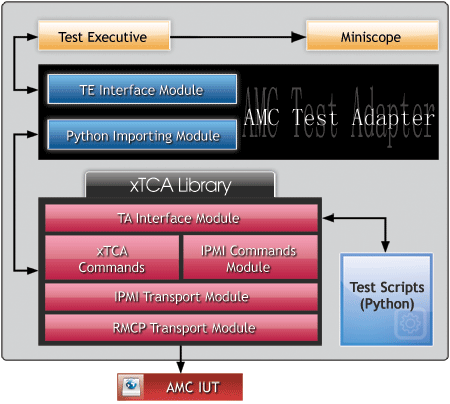 Test Executive
Miniscope
TE Interface Module
AMC Test Adapter
Python Importing Module
xTCA Library
TA Interface Module
xTCA
Commands
IPMI Commands
Module
Test Scripts
(Python)
IPMI Transport Module
RMCP Transport Module
AMC IUT